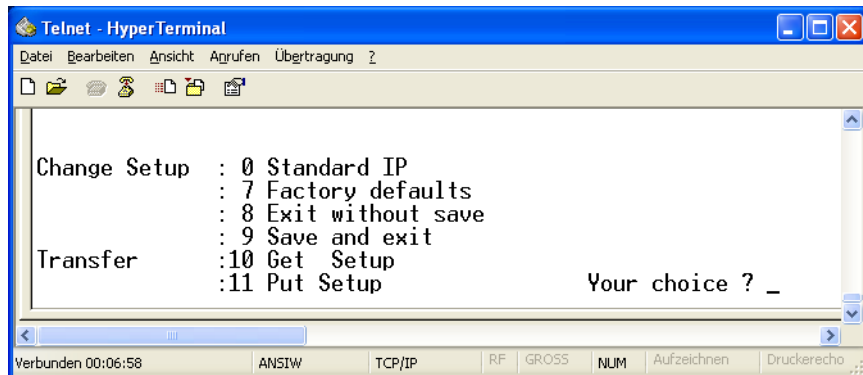 Telnet - HyperTerminal
Datei Bearbeiten Ansicht Anrufen Übertragung ?
Change Setup : 0 Standard IP
: 7 Factory defaults
: 8 Exit without save
: 9 Save and exit
Transfer :10 Get Setup
:11 Put Setup Your choice ? _
Verbunden 00:06:58 ANSIW TCP/IP RF GROSS NUM Aufzeichnen Druckerecho